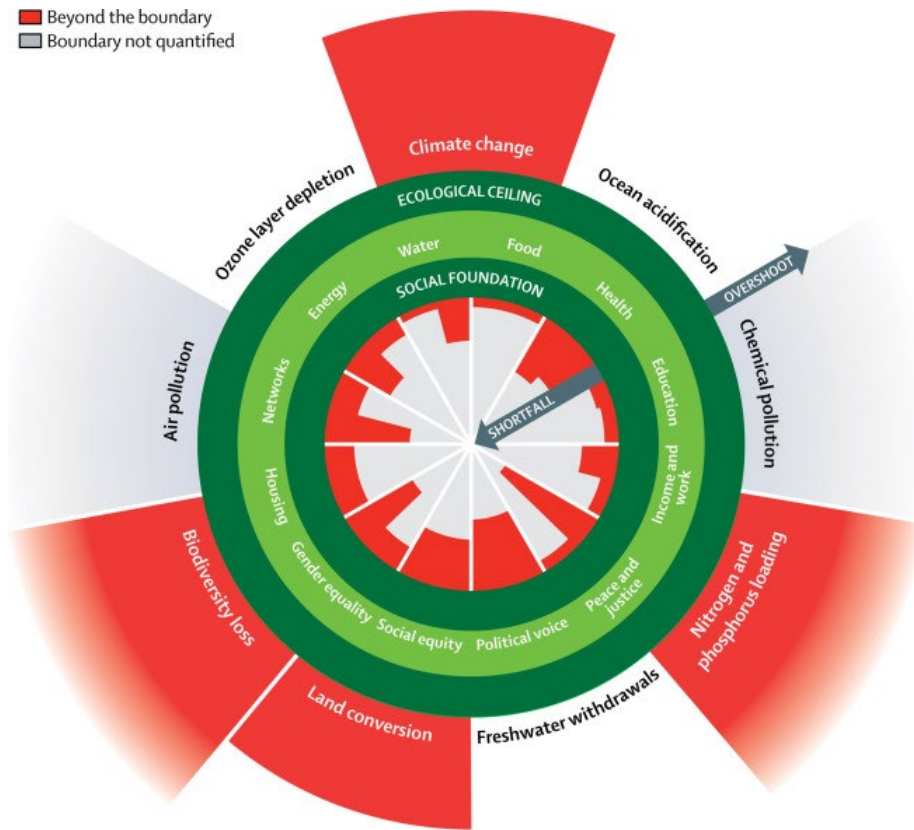 Beyond the boundary
Boundary not quantified
Climate change
Ozone layer depletion
Ocean acidification
ECOLOGICAL CEILING
Water
Food
Energy
Health
SOCIAL FOUNDATION
OVERSHOOT
Air pollution
Networks
SHORTFALL
Education
Chemical pollution
Housing
Income and
work
Biodiversity loss
Gender equality
Social equity
Political voice
Peace and
justice
Nitrogen and
phosphorus loading
Land conversion
Freshwater withdrawals